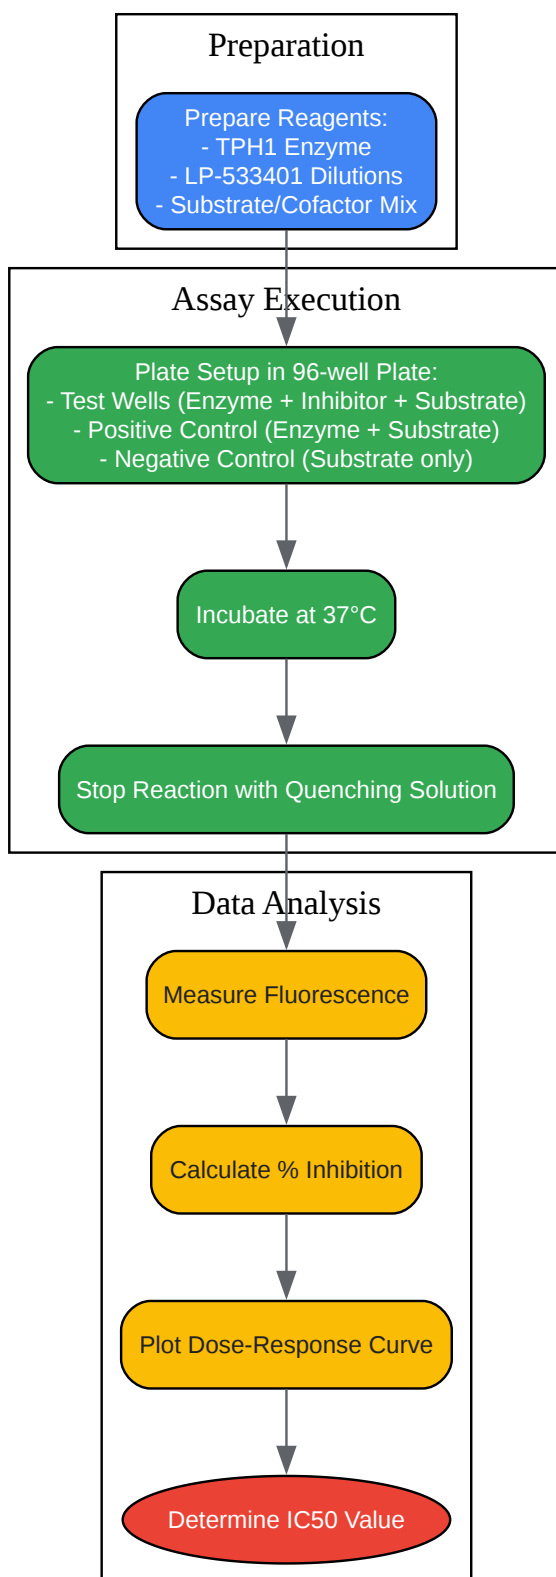 Preparation
Prepare Reagents:
- TPH1 Enzyme
- LP-533401 Dilutions
- Substrate/Cofactor Mix
Assay Execution
Plate Setup in 96-well Plate:
- Test Wells (Enzyme + Inhibitor + Substrate)
- Positive Control (Enzyme + Substrate)
- Negative Control (Substrate only)
Incubate at 37°C
Stop Reaction with Quenching Solution
Data Analysis
Measure Fluorescence
Calculate % Inhibition
Plot Dose-Response Curve
Determine IC50 Value